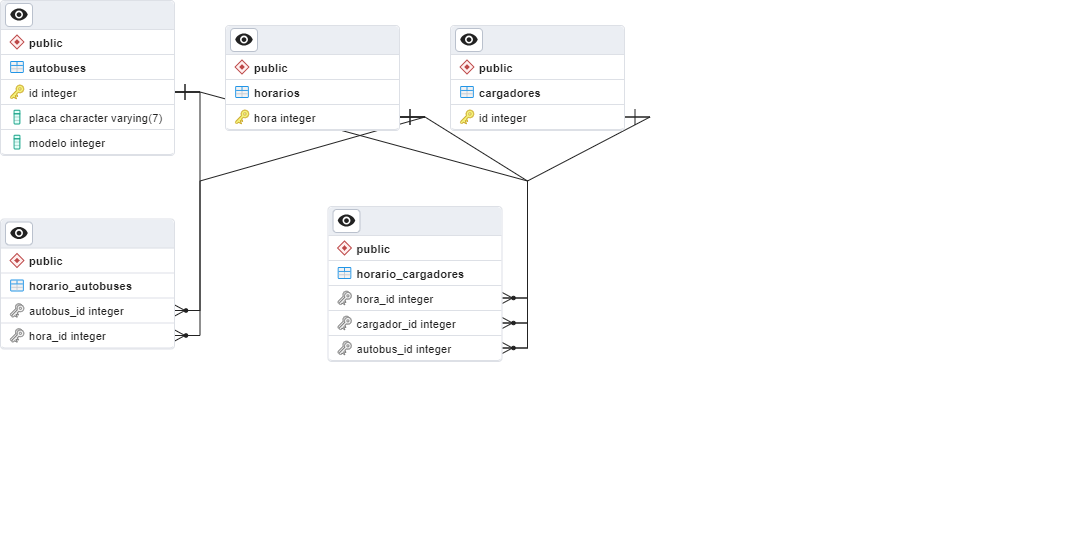 public
autobuses
id integer
placa character varying(7)
modelo integer
public
horarios
hora integer
public
cargadores
id integer
public
horario_autobuses
autobus_id integer
hora_id integer
public
horario_cargadores
hora_id integer
cargador_id integer
autobus_id integer